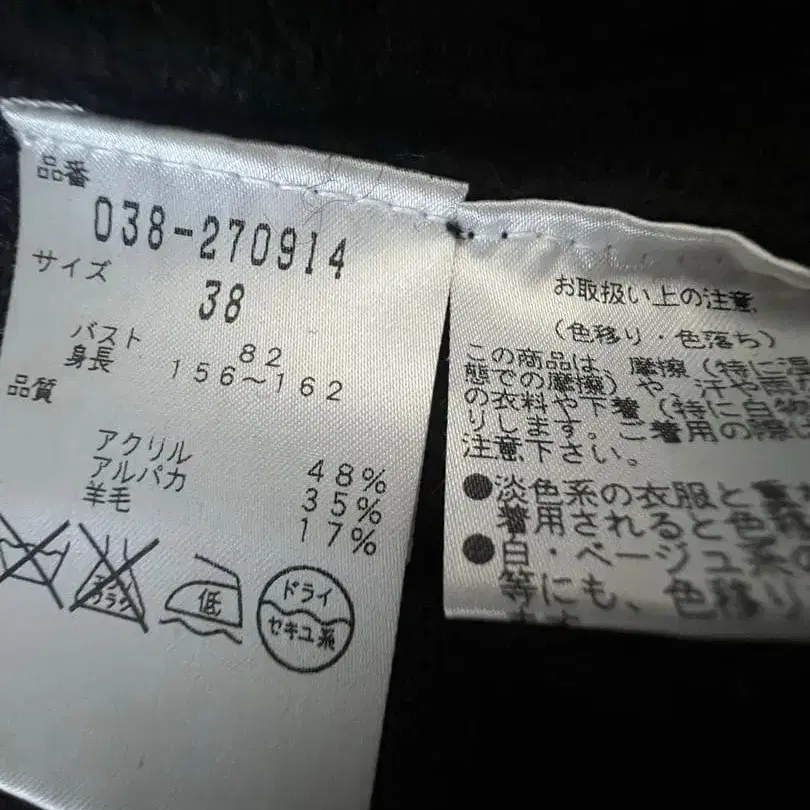 品番
038-270914
サイズ
38
バスト 82
身長 156～162
品質
アクリル 48%
アルパカ 35%
羊毛 17%
低
ドライ
セキユ系
お取扱い上の注意
(色移り・色落ち)
この商品は、摩擦(特に湿
態での摩擦)や、汗や雨
の衣料や下着(特に白物
りします。ご着用の際は
注意下さい。
●淡色系の衣服と重
着用されると色移
●白・ベージュ系の
等にも、色移り